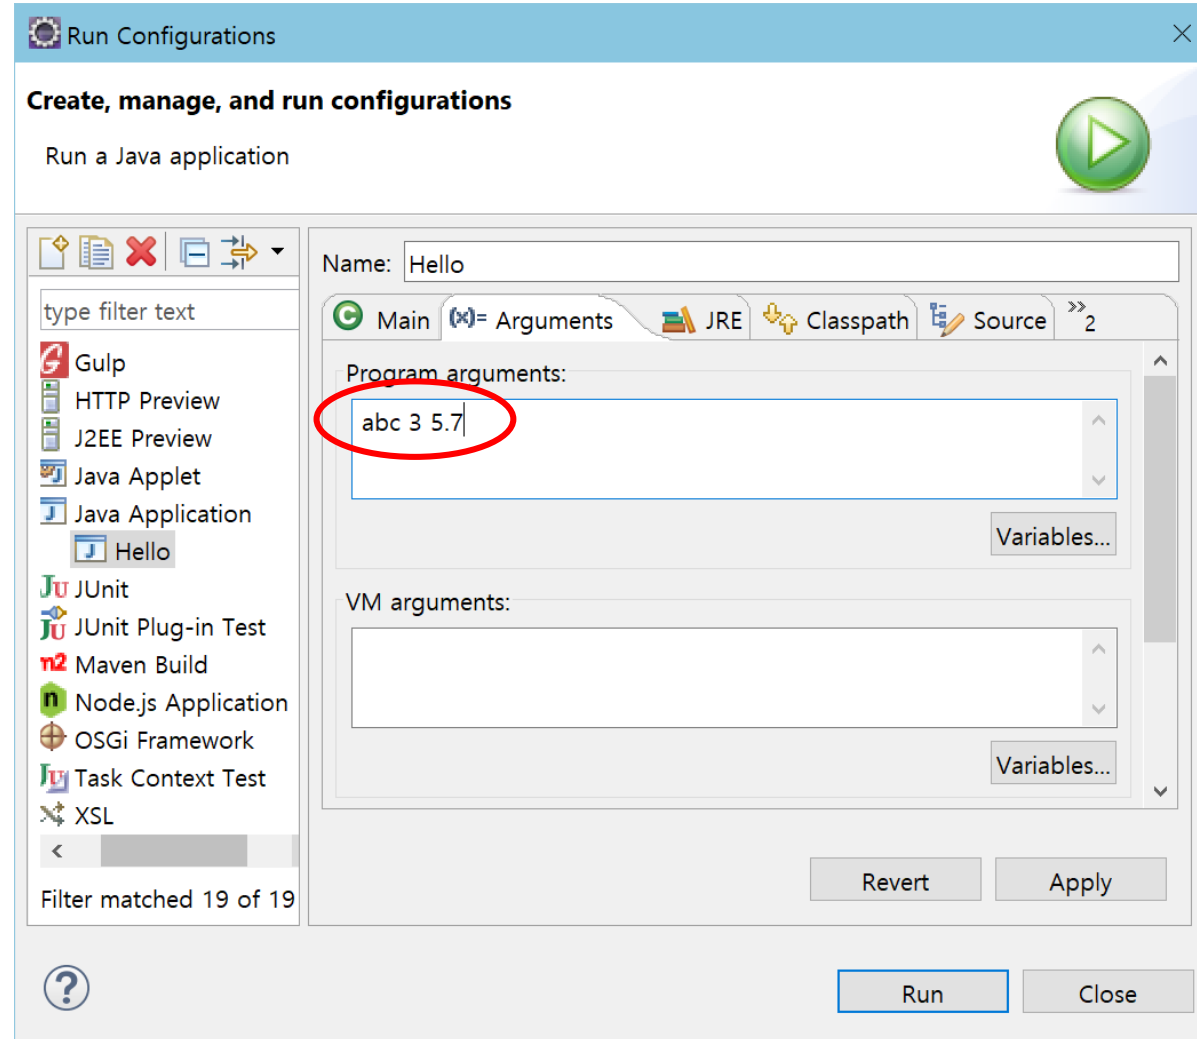 Run Configurations
Create, manage, and run configurations
Run a Java application
type filter text
Gulp
HTTP Preview
J2EE Preview
Java Applet
Java Application
Hello
JUnit
JUnit Plug-in Test
Maven Build
Node.js Application
OSGi Framework
Task Context Test
XSL
Filter matched 19 of 19
Name: Hello
Main (x)= Arguments JRE Classpath Source »2
Program arguments:
abc 3 5.7
Variables...
VM arguments:
Variables...
Revert Apply
Run Close